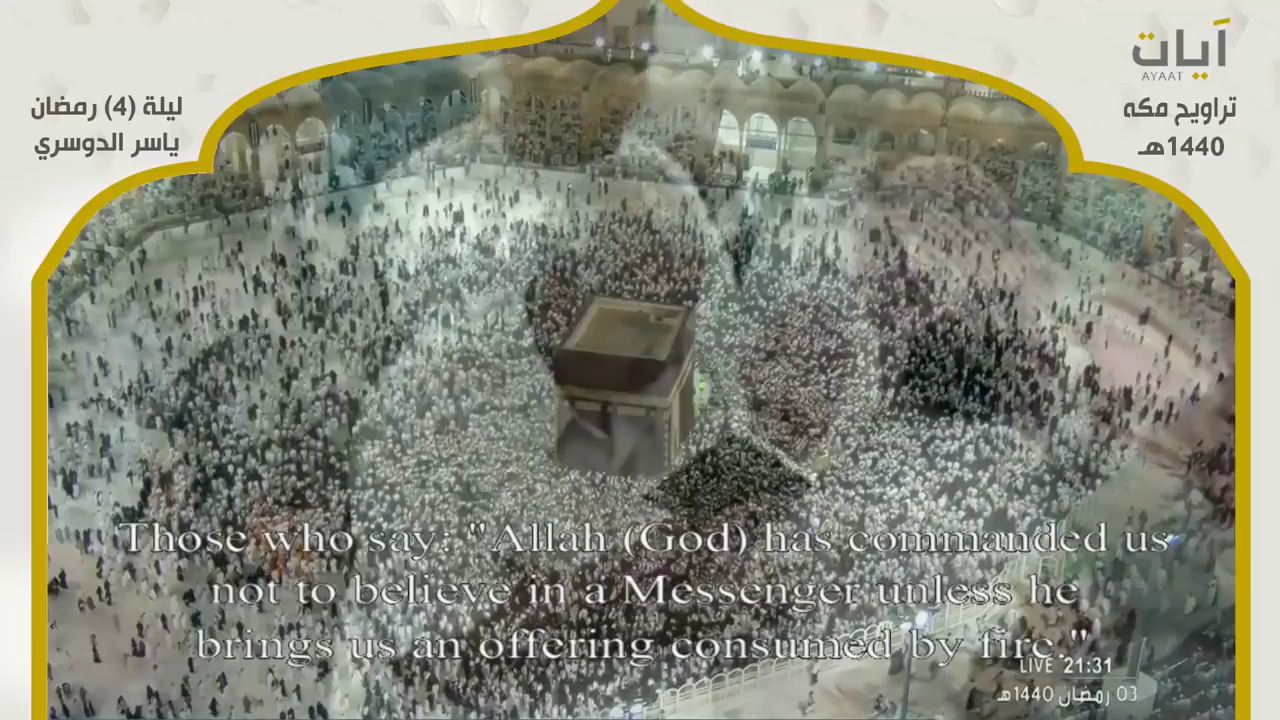 آيات
AYAAT
تراويح مكه
1440هـ
ليلة (4) رمضان
ياسر الدوسري
Those who say: "Allah (God) has commanded us
not to believe in a Messenger unless he
brings us an offering consumed by fire."
LIVE 21:31
03 رمضان 1440هـ